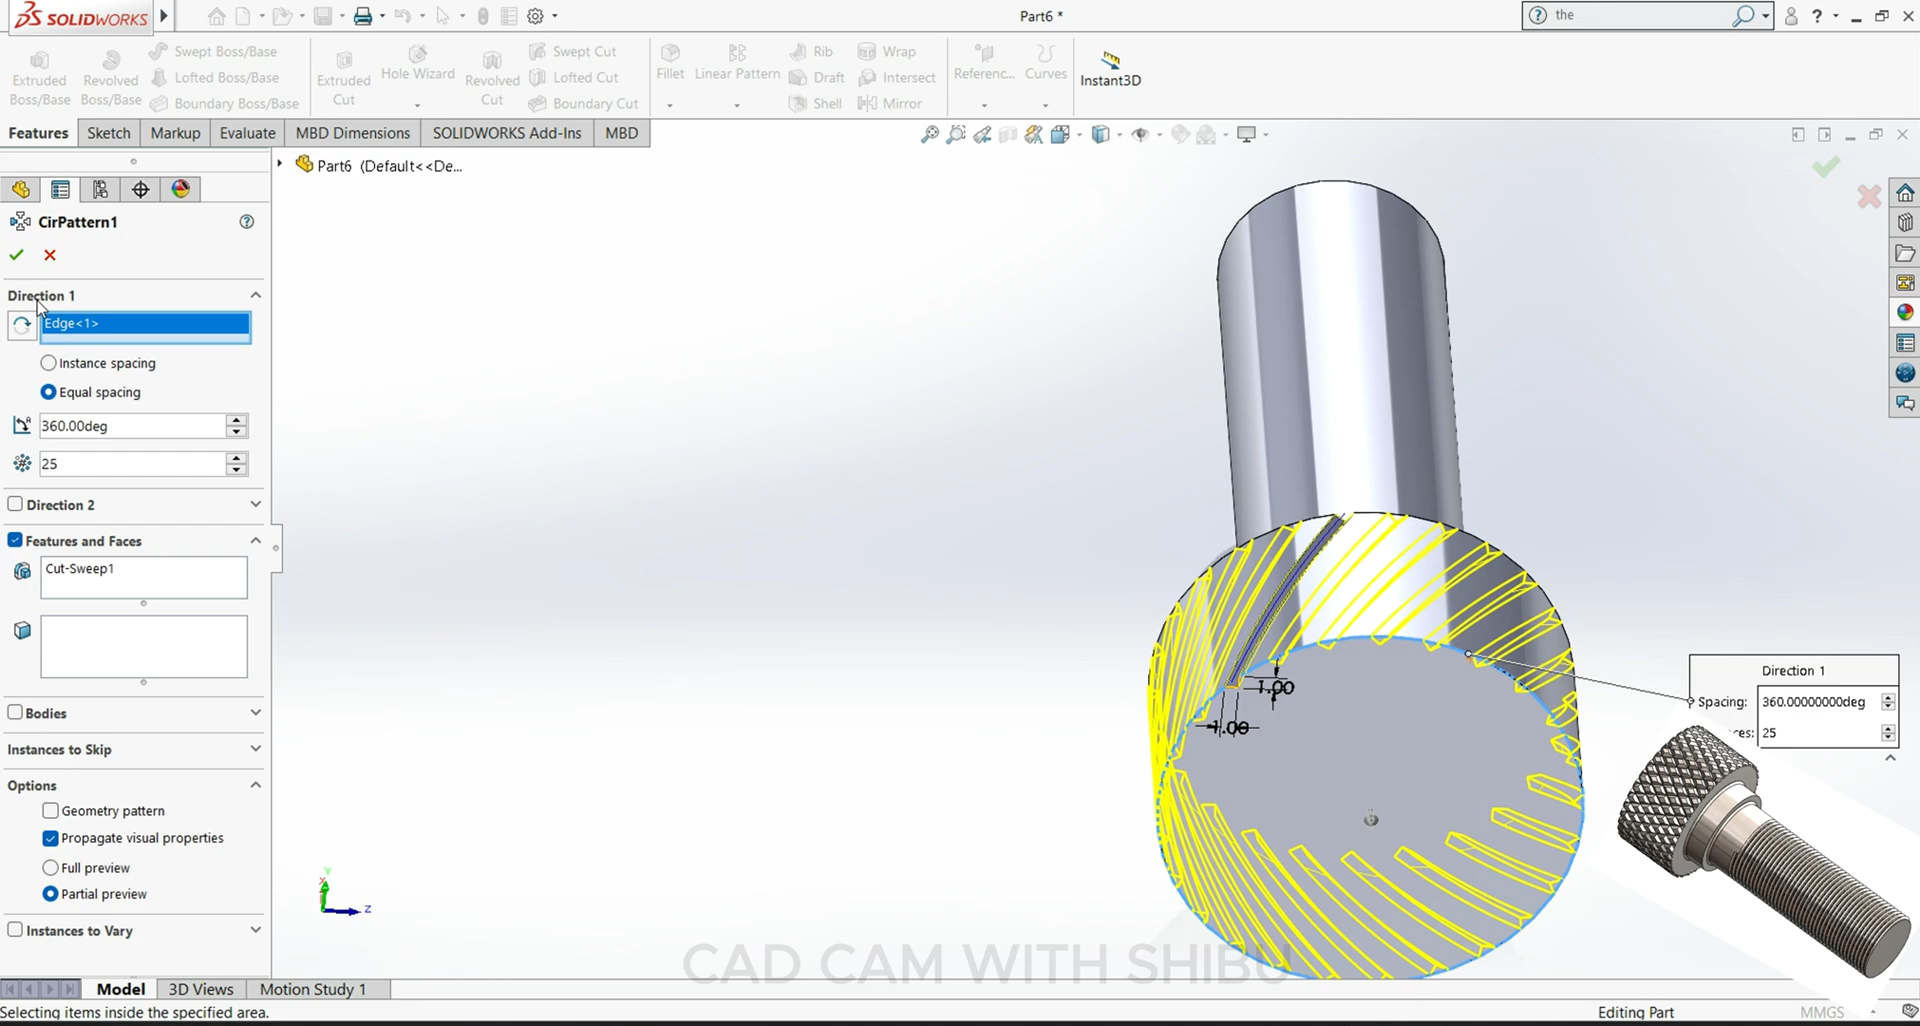 SOLIDWORKS
Part6 *
the
Extruded Boss/Base
Revolved Boss/Base
Swept Boss/Base
Lofted Boss/Base
Boundary Boss/Base
Extruded Cut
Hole Wizard
Revolved Cut
Swept Cut
Lofted Cut
Boundary Cut
Fillet
Linear Pattern
Rib
Draft
Shell
Wrap
Intersect
Mirror
Referenc...
Curves
Instant3D
Features
Sketch
Markup
Evaluate
MBD Dimensions
SOLIDWORKS Add-Ins
MBD
Part6 (Default<<De...
CirPattern1
Direction 1
Edge<1>
Instance spacing
Equal spacing
360.00deg
25
Direction 2
Features and Faces
Cut-Sweep1
Bodies
Instances to Skip
Options
Geometry pattern
Propagate visual properties
Full preview
Partial preview
Instances to Vary
1.00
1.00
Direction 1
Spacing: 360.00000000deg
ces: 25
Y
Z
CAD CAM WITH SHIBU
Model
3D Views
Motion Study 1
Selecting items inside the specified area.
Editing Part
MMGS